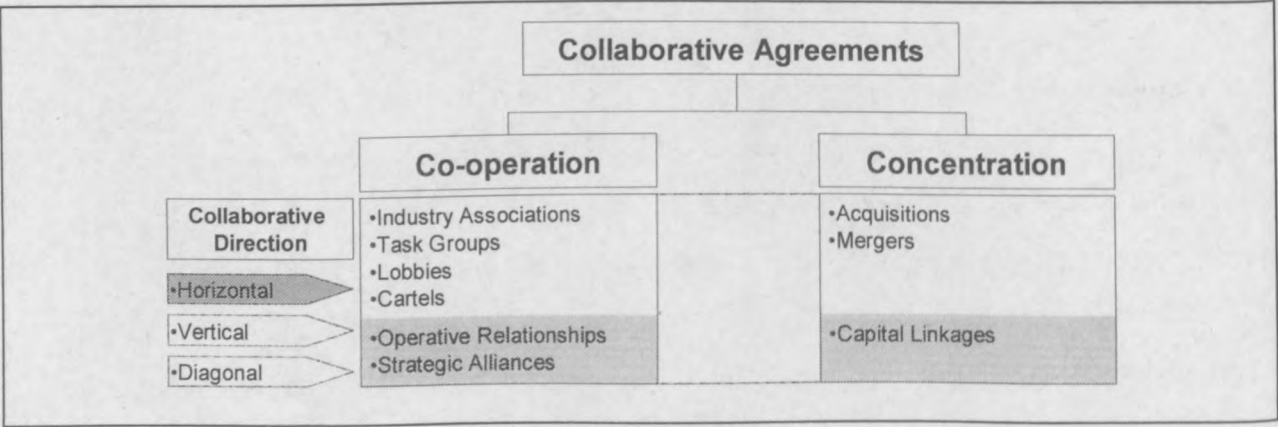 Collaborative Agreements
Co-operation
Concentration
Collaborative
Direction
•Horizontal
•Vertical
•Diagonal
•Industry Associations
•Task Groups
•Lobbies
•Cartels
•Operative Relationships
•Strategic Alliances
•Acquisitions
•Mergers
•Capital Linkages